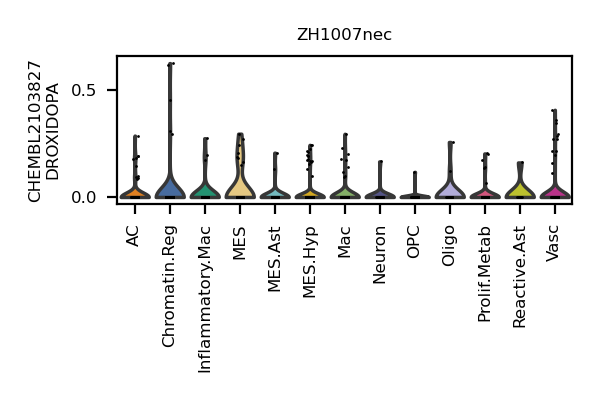 ZH1007nec
CHEMBL2103827
DROXIDOPA
0.5
0.0
AC
Chromatin.Reg
Inflammatory.Mac
MES
MES.Ast
MES.Hyp
Mac
Neuron
OPC
Oligo
Prolif.Metab
Reactive.Ast
Vasc